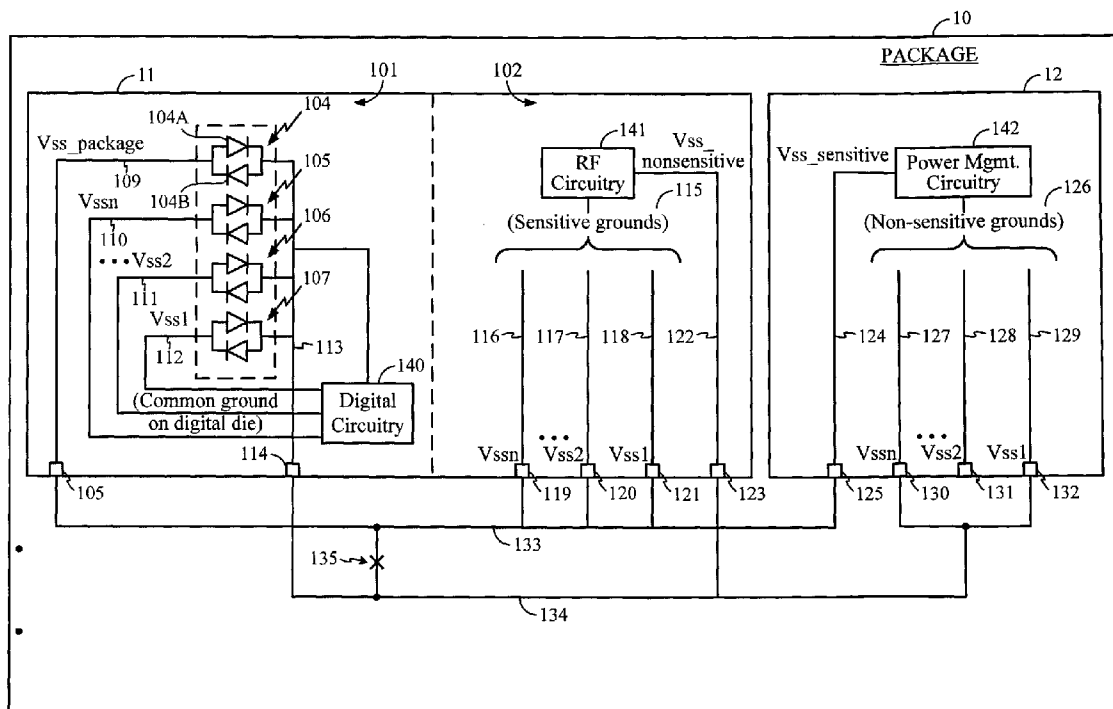 10
PACKAGE
11
101
102
12
104A
104
Vss_package
105
109
104B
Vssn
106
110
Vss2
107
111
Vss1
113
112
140
(Common ground
on digital die)
Digital
Circuitry
114
105
141
RF
Circuitry
Vss_
nonsensitive
115
(Sensitive grounds)
116
117
118
122
Vssn
Vss2
Vss1
119
120
121
123
142
Vss_sensitive
Power Mgmt.
Circuitry
126
(Non-sensitive grounds)
124
127
128
129
Vssn
Vss2
Vss1
125
130
131
132
133
135
134